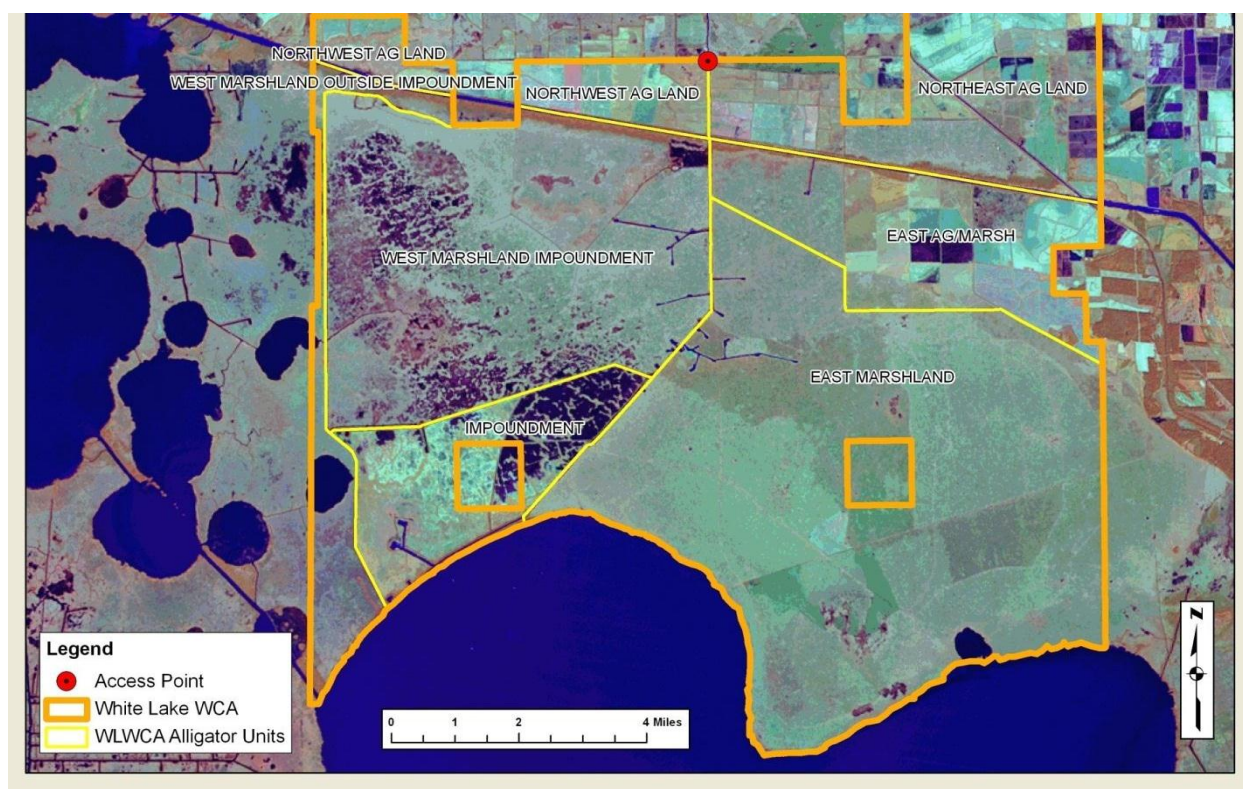 NORTHWEST AG LAND
WEST MARSHLAND OUTSIDE IMPOUNDMENT
NORTHWEST AG LAND
NORTHEAST AG LAND
EAST AG/MARSH
WEST MARSHLAND IMPOUNDMENT
EAST MARSHLAND
IMPOUNDMENT
Legend
Access Point
White Lake WCA
WLWCA Alligator Units
0 1 2 4 Miles
N